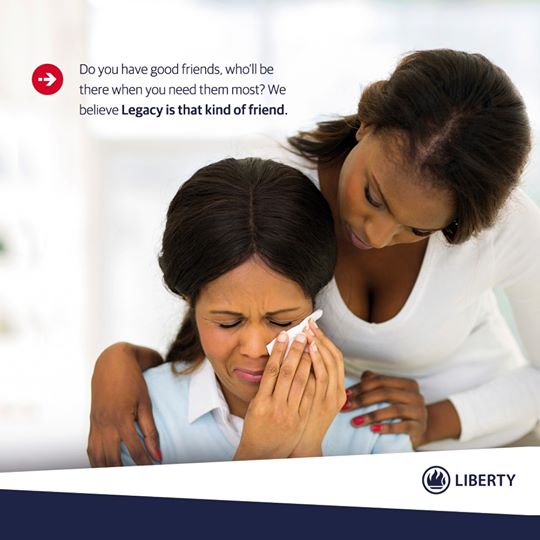 Do you have good friends, who'll be
there when you need them most? We
believe Legacy is that kind of friend.
LIBERTY